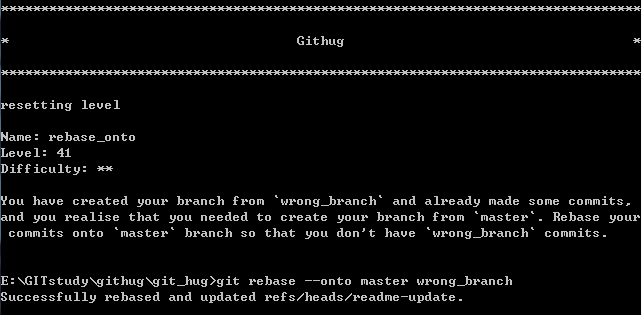 ********************************************************************************
* Githug *
********************************************************************************
resetting level
Name: rebase_onto
Level: 41
Difficulty: **
You have created your branch from `wrong_branch` and already made some commits,
and you realise that you needed to create your branch from `master`. Rebase your
commits onto `master` branch so that you don't have `wrong_branch` commits.
E:\GITstudy\githug\git_hug>git rebase --onto master wrong_branch
Successfully rebased and updated refs/heads/readme-update.